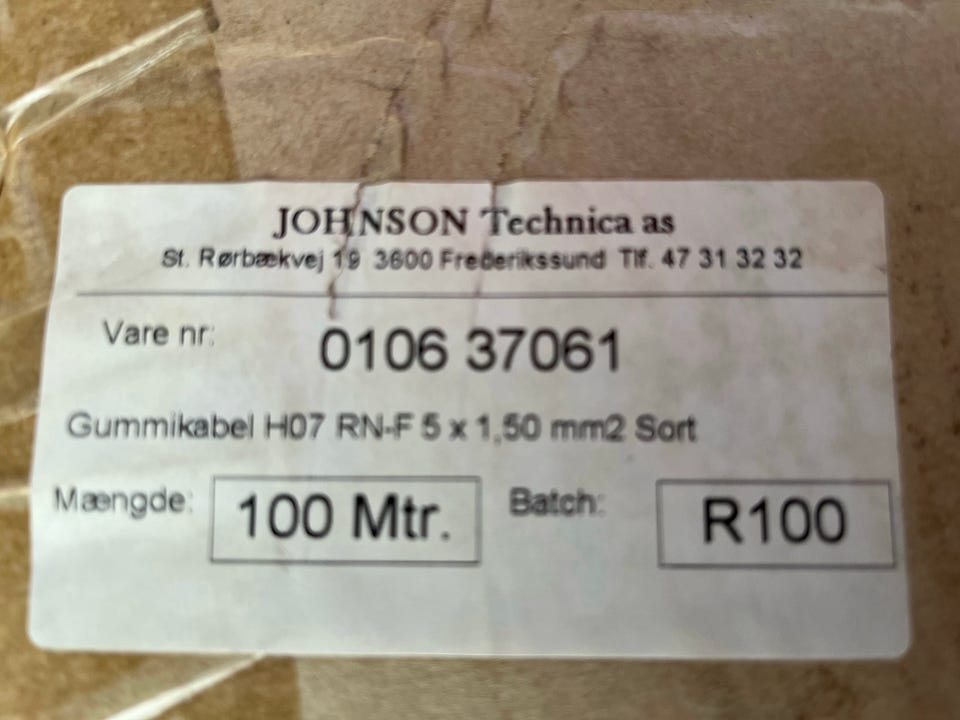 JOHNSON Technica as
St. Rørbækvej 19 3600 Frederikssund Tlf. 47 31 32 32
Vare nr: 0106 37061
Gummikabel H07 RN-F 5 x 1,50 mm2 Sort
Mængde: 100 Mtr. Batch: R100